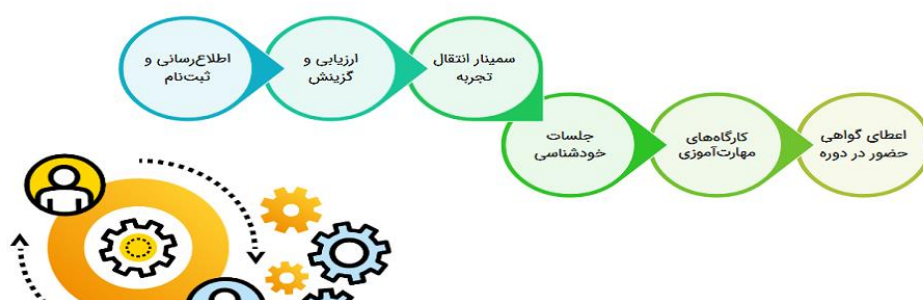 اطلاع‌رسانی و
ثبت‌نام
ارزیابی و
گزینش
سمینار انتقال
تجربه
جلسات
خودشناسی
کارگاه‌های
مهارت‌آموزی
اعطای گواهی
حضور در دوره